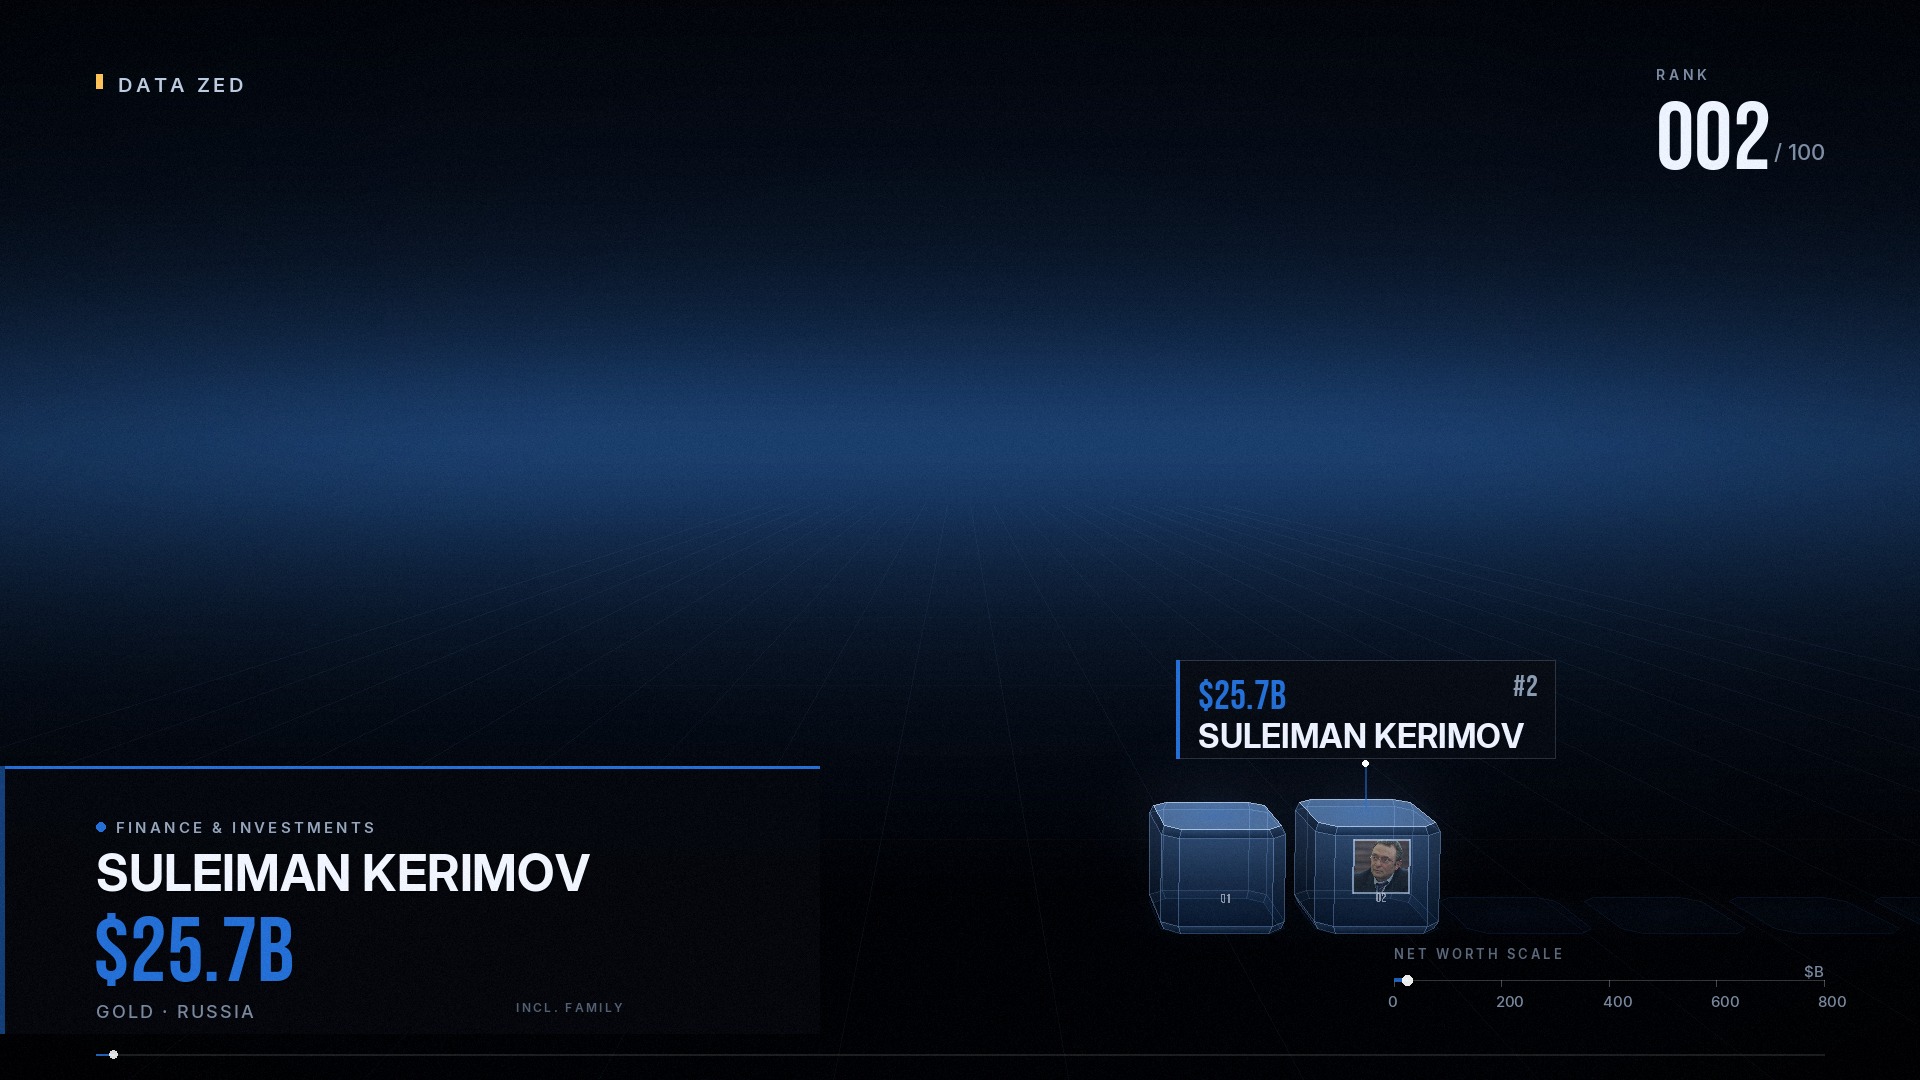 DATA ZED
RANK
002 / 100
$25.7B
#2
SULEIMAN KERIMOV
FINANCE & INVESTMENTS
SULEIMAN KERIMOV
$25.7B
GOLD · RUSSIA
INCL. FAMILY
01
02
NET WORTH SCALE
$B
0 200 400 600 800